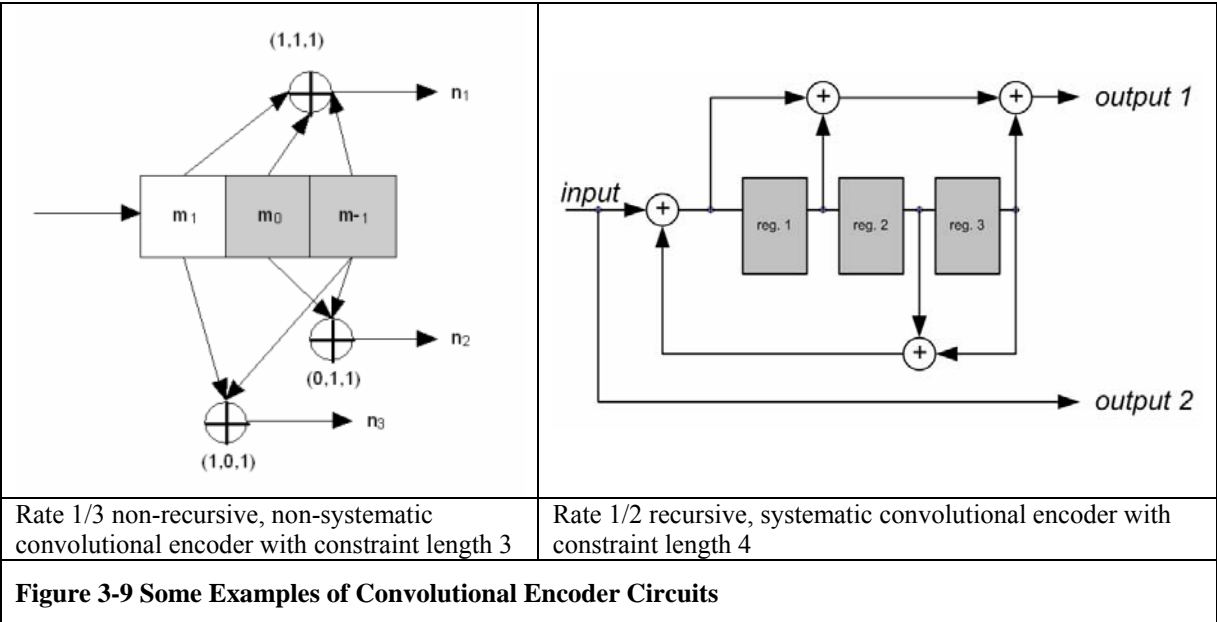 (1,1,1)
n1
m1 m0 m-1
n2
(0,1,1)
n3
(1,0,1)
output 1
input
reg. 1 reg. 2 reg. 3
output 2
Rate 1/3 non-recursive, non-systematic
convolutional encoder with constraint length 3
Rate 1/2 recursive, systematic convolutional encoder with
constraint length 4
Figure 3-9 Some Examples of Convolutional Encoder Circuits